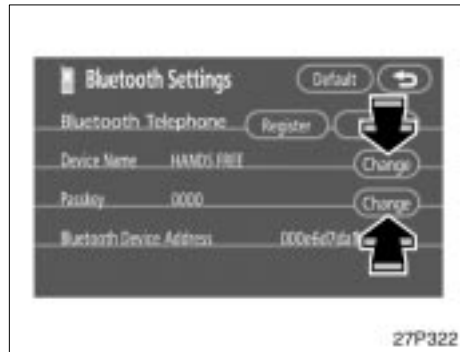 Bluetooth Settings Default
Bluetooth Telephone Register
Device Name HANDS FREE Change
Passkey 0000 Change
Bluetooth Device Address
27P322